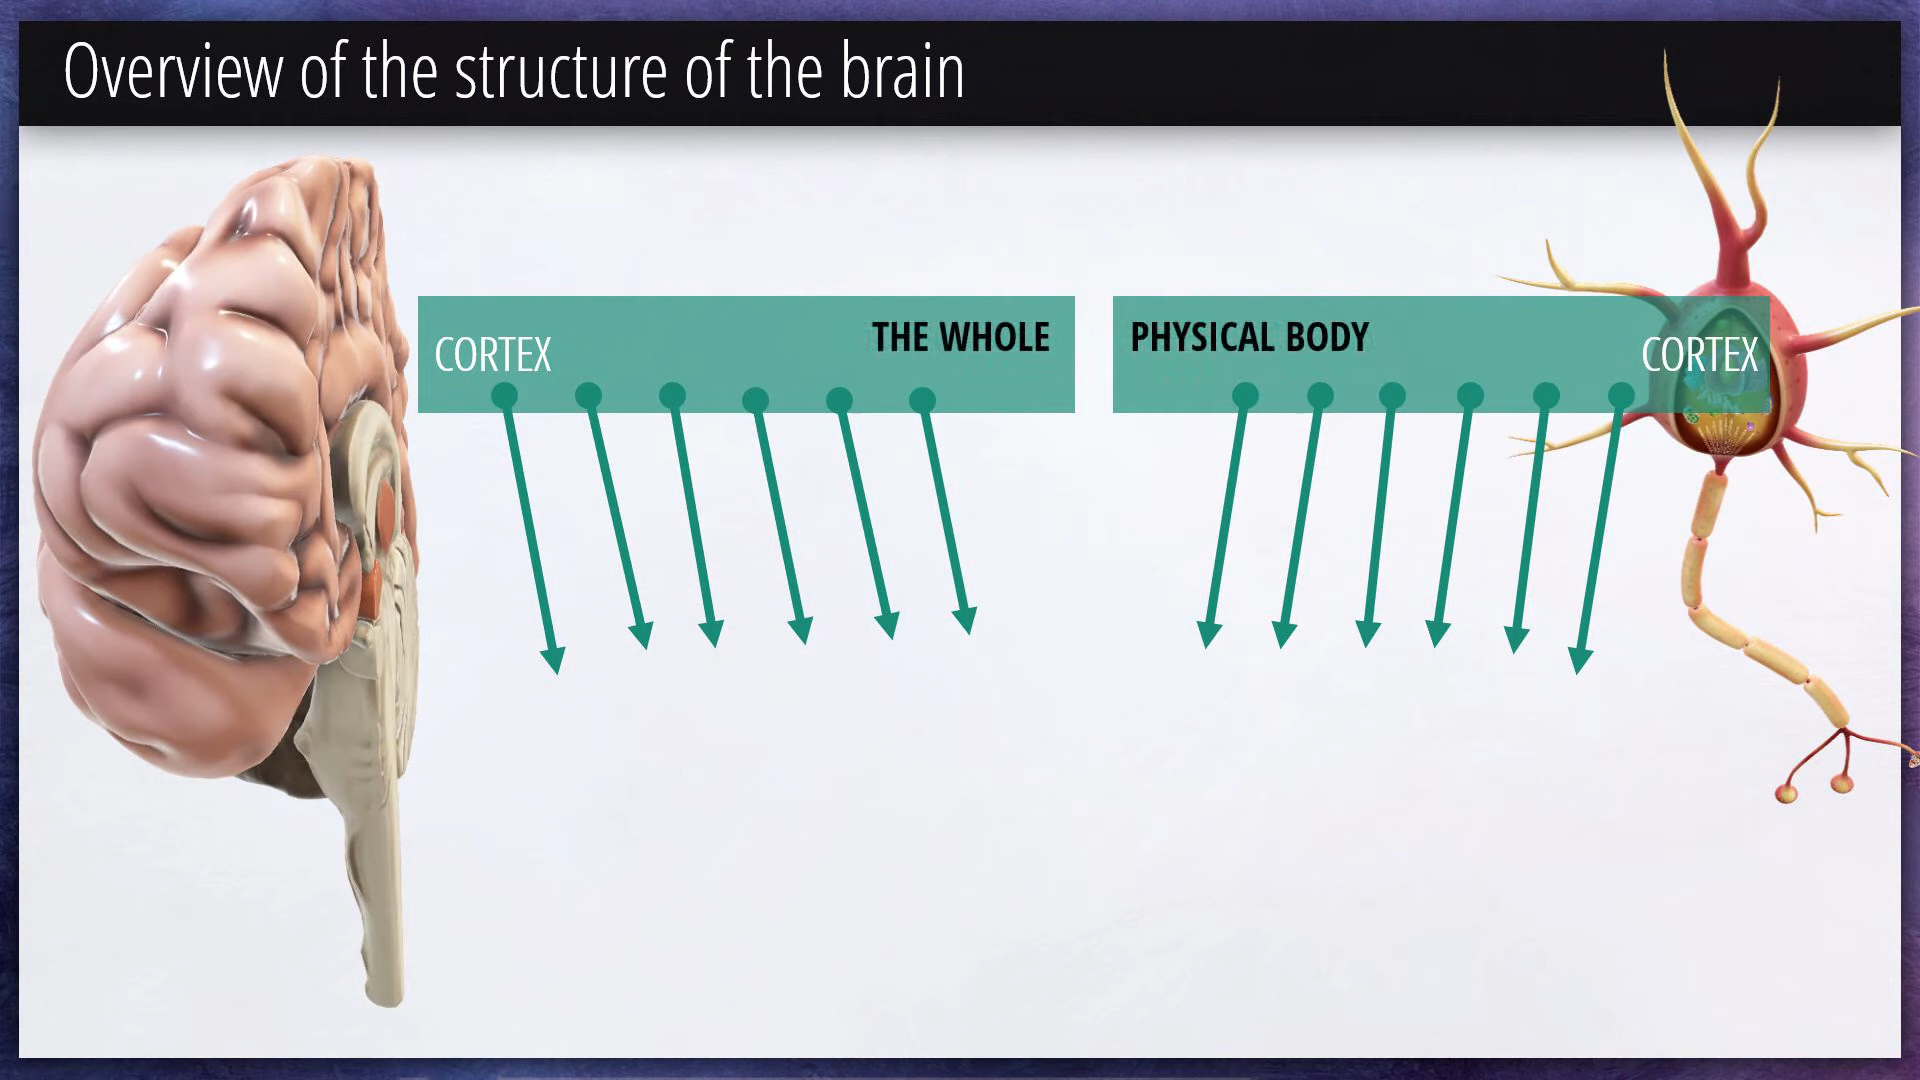 Overview of the structure of the brain
CORTEX
THE WHOLE
PHYSICAL BODY
CORTEX